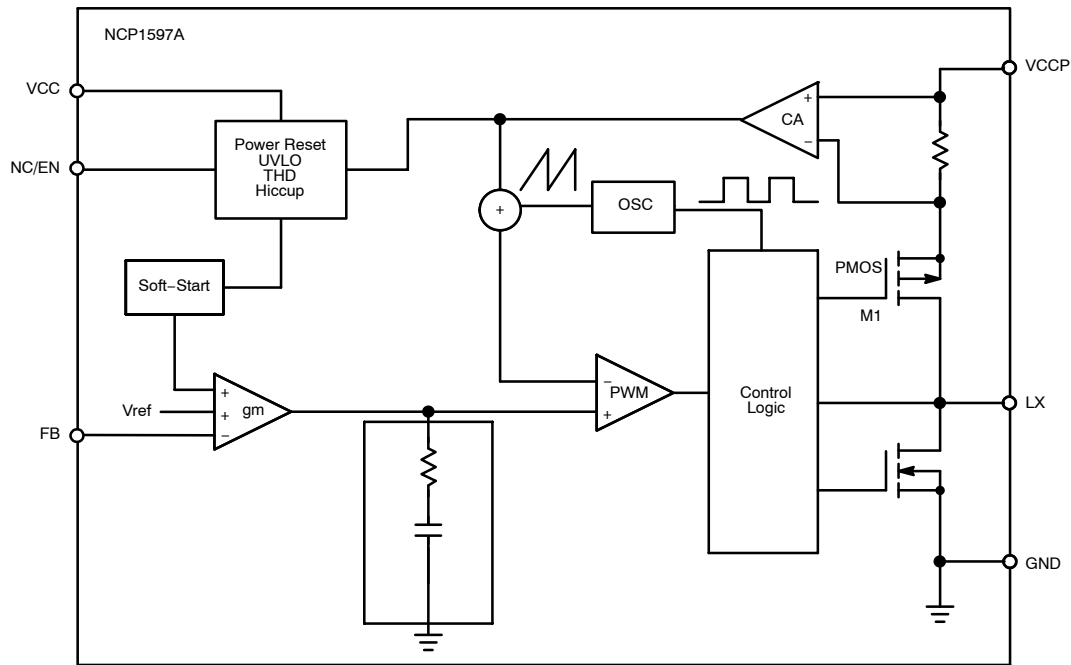 NCP1597A
VCC
VCCP
NC/EN
Power Reset
UVLO
THD
Hiccup
+
CA
−
+
OSC
Soft−Start
PMOS
M1
+
Vref
+
gm
−
FB
−
PWM
+
Control
Logic
LX
GND